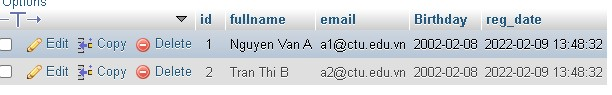 Options
id fullname email Birthday reg_date
Edit Copy Delete 1 Nguyen Van A a1@ctu.edu.vn 2002-02-08 2022-02-09 13:48:32
Edit Copy Delete 2 Tran Thi B a2@ctu.edu.vn 2002-02-08 2022-02-09 13:48:32